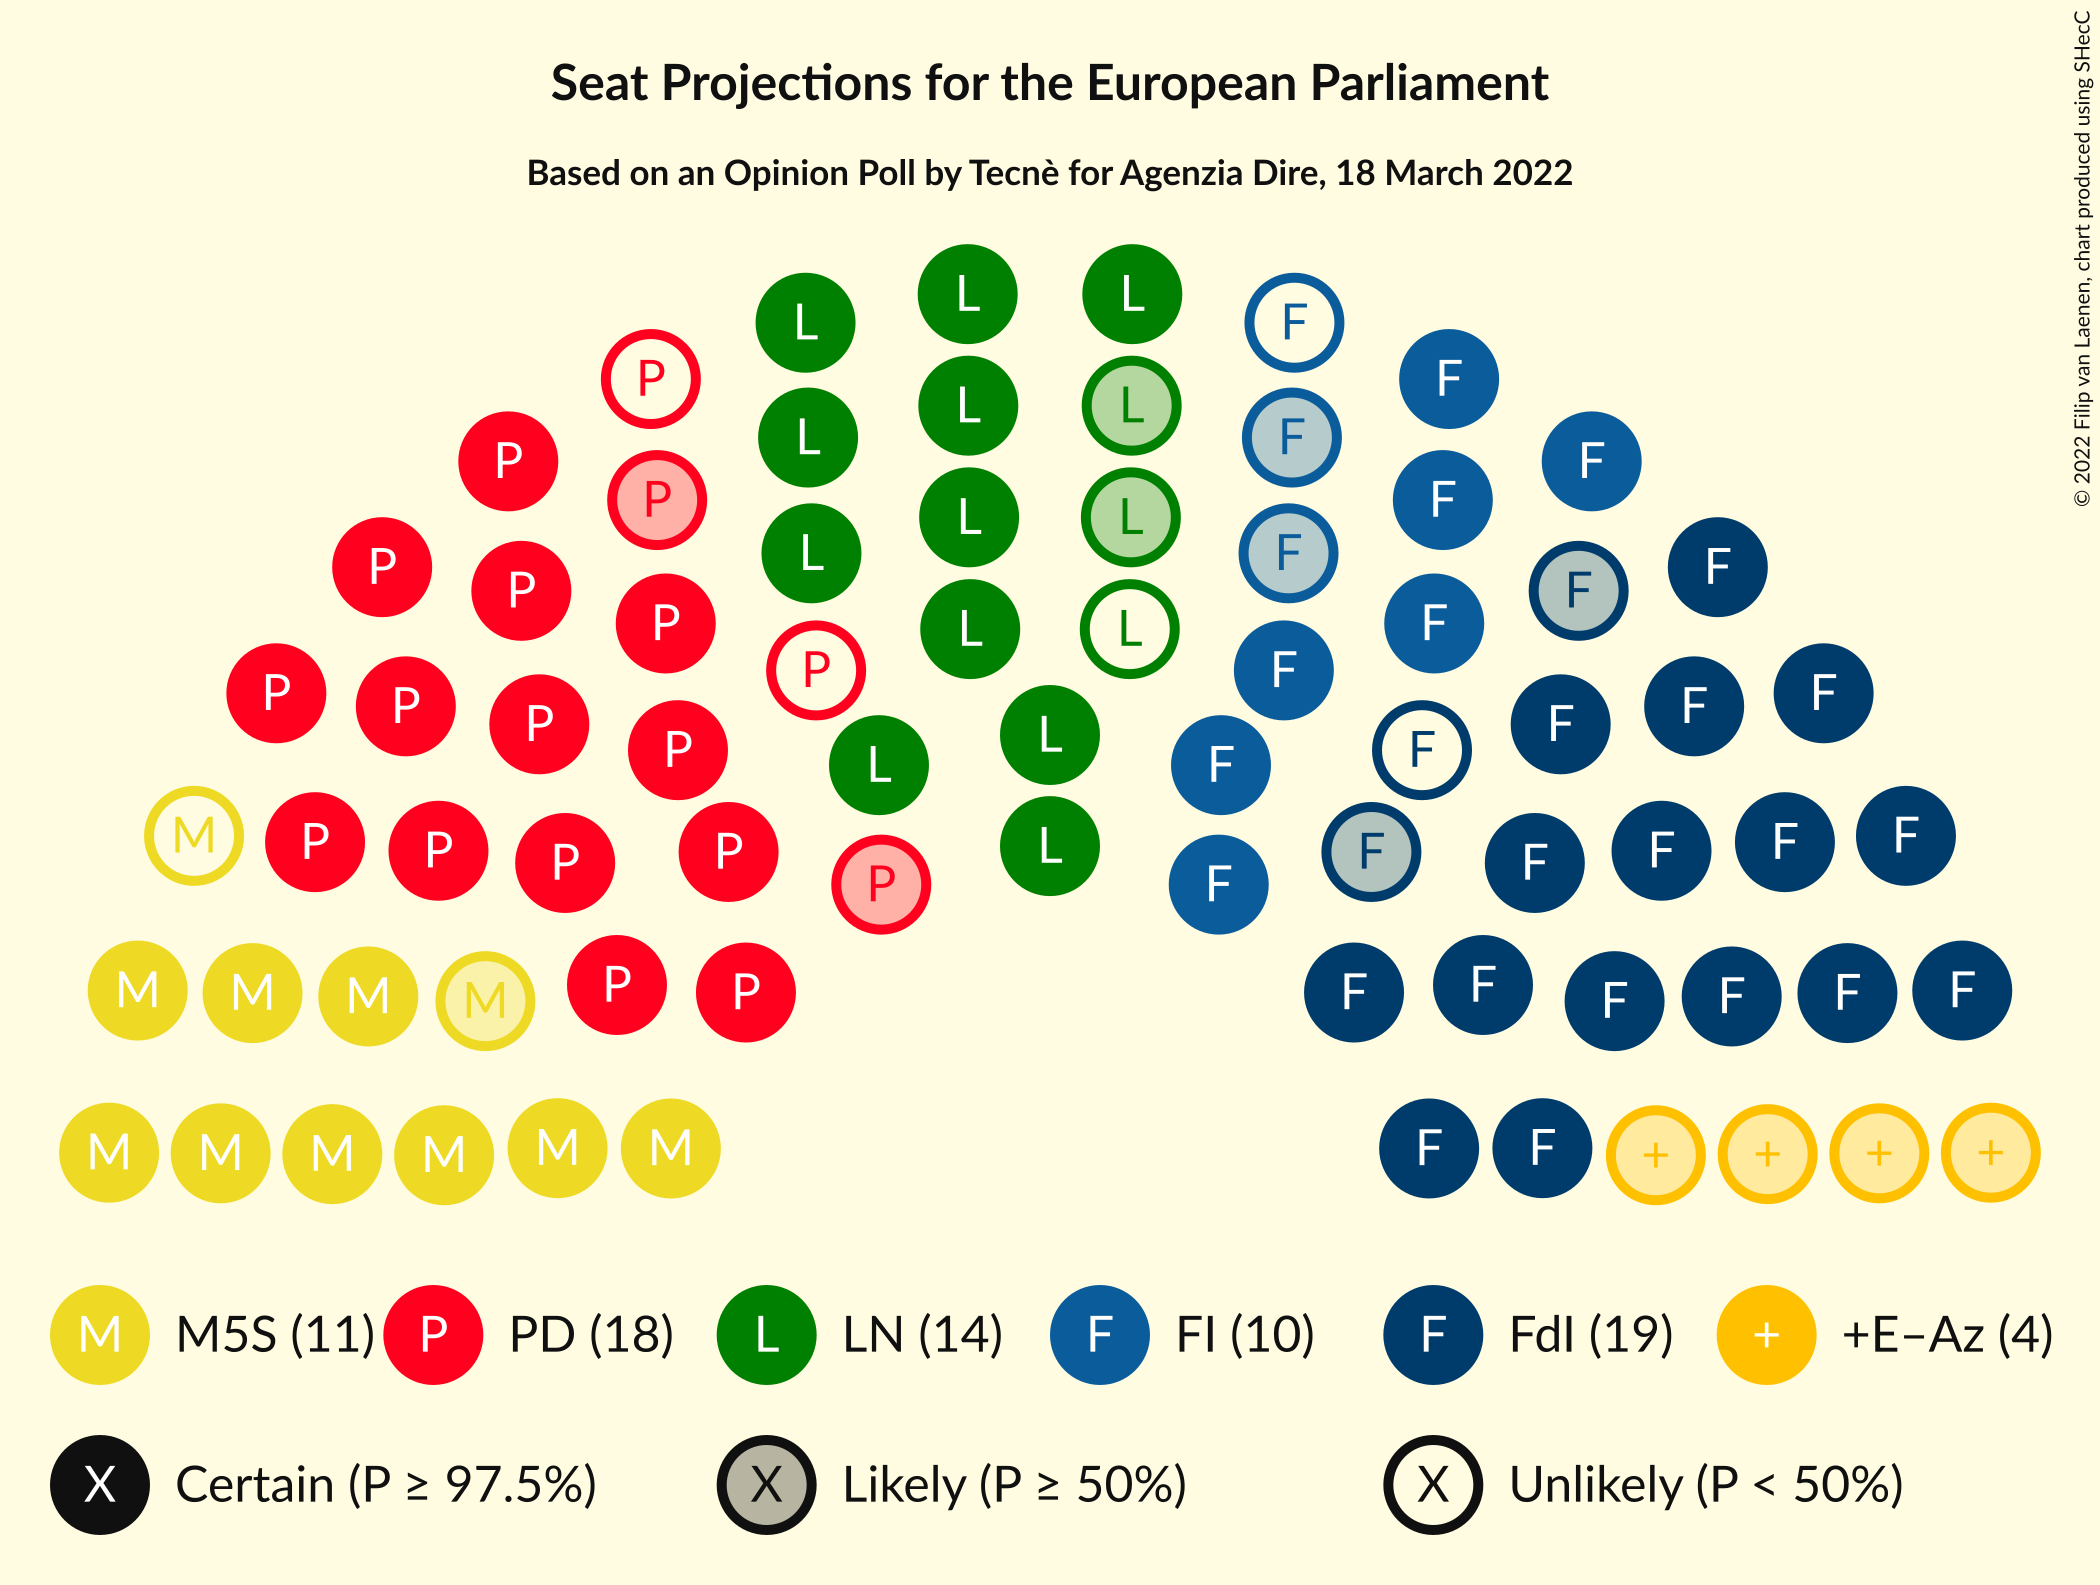 Seat Projections for the European Parliament
Based on an Opinion Poll by Tecnè for Agenzia Dire, 18 March 2022
© 2022 Filip van Laenen, chart produced using SHecC
L L
L F
P F
L L
P L F F
P P F
L L
P L F F
P P F F
P P F
L L
P P F
P F
P P F F
P P F F
P F
L L F
L
M P P P P F F F F F
L
P F
M M M M P P F F F F F F
M M M M M M F F + + + +
M M5S (11) P PD (18) L LN (14) F FI (10) F FdI (19) + +E–Az (4)
X Certain (P ≥ 97.5%) X Likely (P ≥ 50%) X Unlikely (P < 50%)